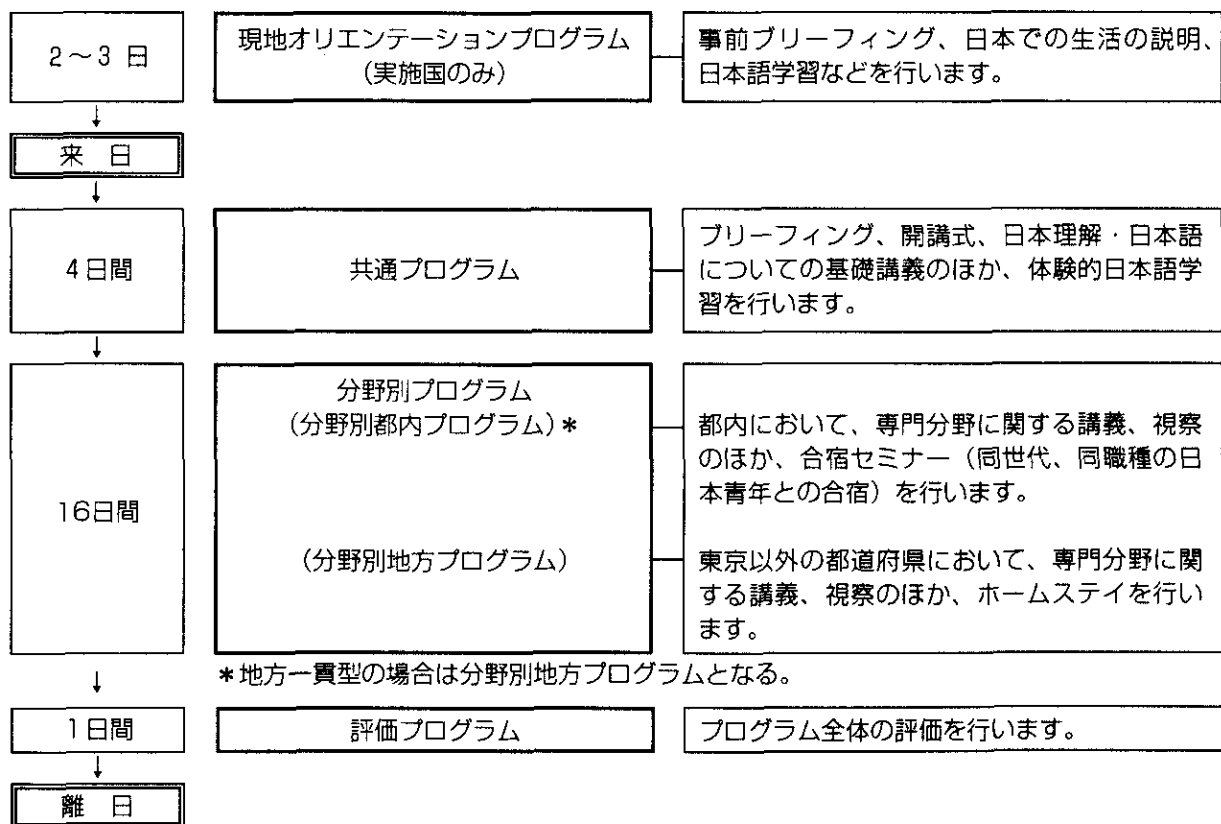 2～3 日
現地オリエンテーションプログラム
(実施国のみ)
事前ブリーフィング、日本での生活の説明、
日本語学習などを行います。
↓
来 日
↓
4日間
共通プログラム
ブリーフィング、開講式、日本理解・日本語
についての基礎講義のほか、体験的日本語学
習を行います。
↓
16日間
分野別プログラム
(分野別都内プログラム)＊
都内において、専門分野に関する講義、視察
のほか、合宿セミナー（同世代、同職種の日
本青年との合宿）を行います。
(分野別地方プログラム)
東京以外の都道府県において、専門分野に関
する講義、視察のほか、ホームステイを行い
ます。
＊地方一貫型の場合は分野別地方プログラムとなる。
↓
1日間
評価プログラム
プログラム全体の評価を行います。
↓
離 日